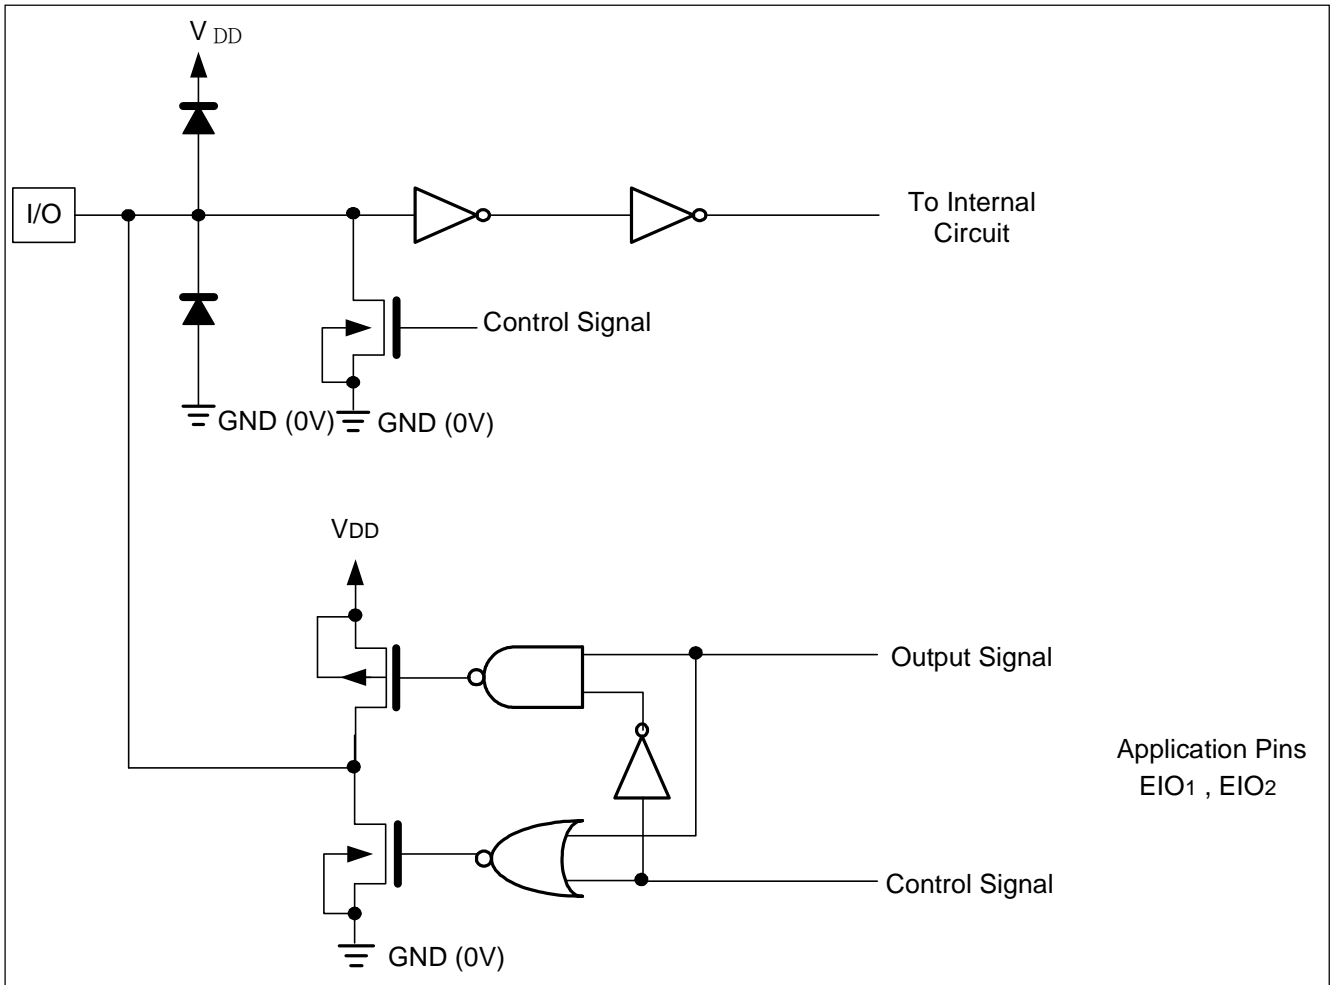 V DD
I/O
To Internal
Circuit
Control Signal
GND (0V)
GND (0V)
VDD
Output Signal
Application Pins
EIO1 , EIO2
Control Signal
GND (0V)